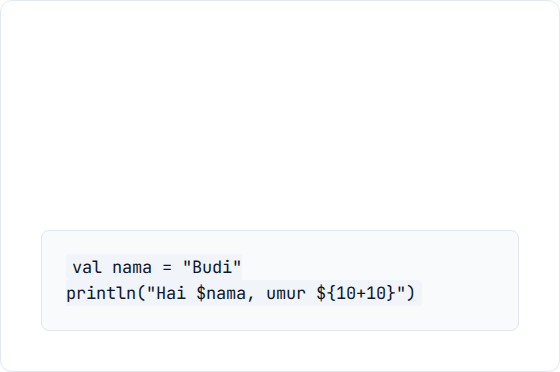 val nama = "Budi"
println("Hai $nama, umur ${10+10}")